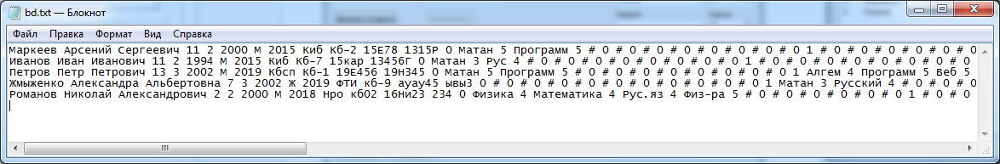 bd.txt — Блокнот
Файл Правка Формат Вид Справка
Маркеев Арсений Сергеевич 11 2 2000 М 2015 Киб Кб-2 15Е78 1315Р 0 Матан 5 Программ 5 # 0 # 0 # 0 # 0 # 0 # 0 # 0 # 0 # 0 1 # 0 # 0 # 0 # 0 # 0
Иванов Иван Иванович 11 2 1994 М 2015 Киб Кб-7 15кар 13456Г 0 Матан 3 Рус 4 # 0 # 0 # 0 # 0 # 0 # 0 # 0 # 0 # 0 1 # 0 # 0 # 0 # 0 # 0 # 0 # 0
Петров Петр Петрович 13 3 2002 М 2019 Кбсп Кб-1 19Е456 19Н345 0 Матан 5 Программ 5 # 0 # 0 # 0 # 0 # 0 # 0 # 0 # 0 # 0 1 Алгем 4 Программ 5 Веб 5
Жмыженко Александра Альбертовна 7 3 2002 Ж 2019 ФТИ кб-9 ауау45 ывыз 0 # 0 # 0 # 0 # 0 # 0 # 0 # 0 # 0 # 0 1 Матан 3 Русский 4 # 0 # 0 # 0
Романов Николай Александрович 2 2 2000 М 2018 Нро кб02 16Ни23 234 0 Физика 4 Математика 4 Рус.яз 4 Физ-ра 5 # 0 # 0 # 0 # 0 # 0 # 0 # 0 1 # 0 # 0